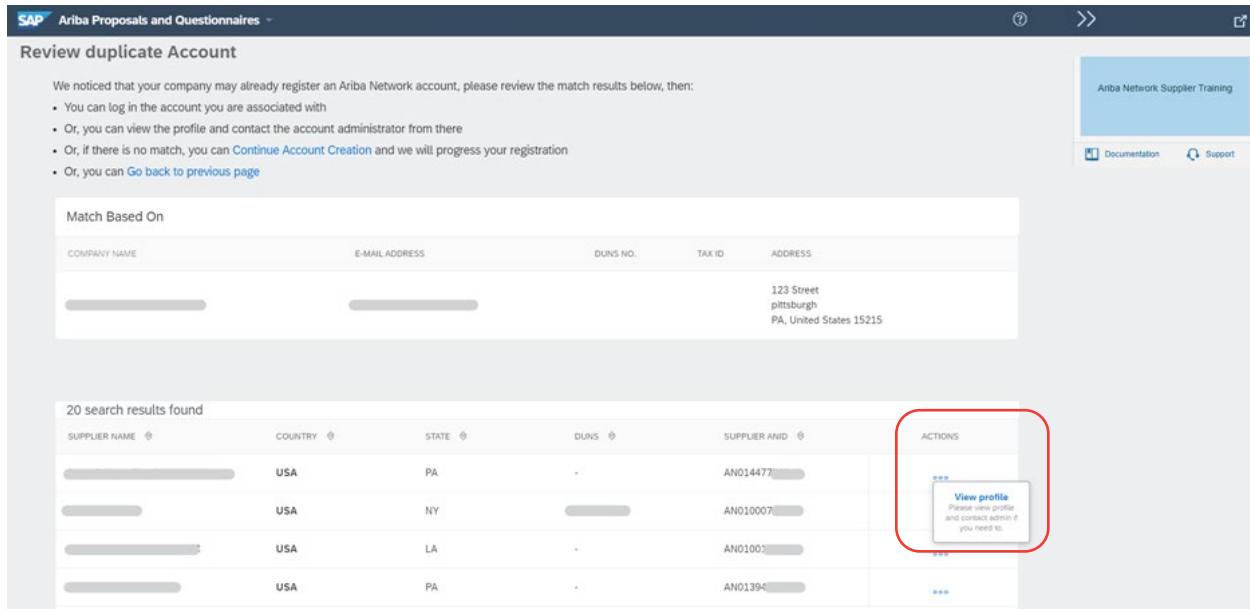 SAP Ariba Proposals and Questionnaires
Review duplicate Account
We noticed that your company may already register an Ariba Network account, please review the match results below, then:
• You can log in the account you are associated with
• Or, you can view the profile and contact the account administrator from there
• Or, if there is no match, you can Continue Account Creation and we will progress your registration
• Or, you can Go back to previous page
Ariba Network Supplier Training
Documentation Support
Match Based On
COMPANY NAME E-MAIL ADDRESS DUNS NO. TAX ID ADDRESS
123 Street
pittsburgh
PA, United States 15215
20 search results found
SUPPLIER NAME COUNTRY STATE DUNS SUPPLIER ANID ACTIONS
USA PA - AN014477
USA NY AN010007
USA LA - AN0100
USA PA - AN0139
View profile
Please view profile
and contact admin if
you need to.